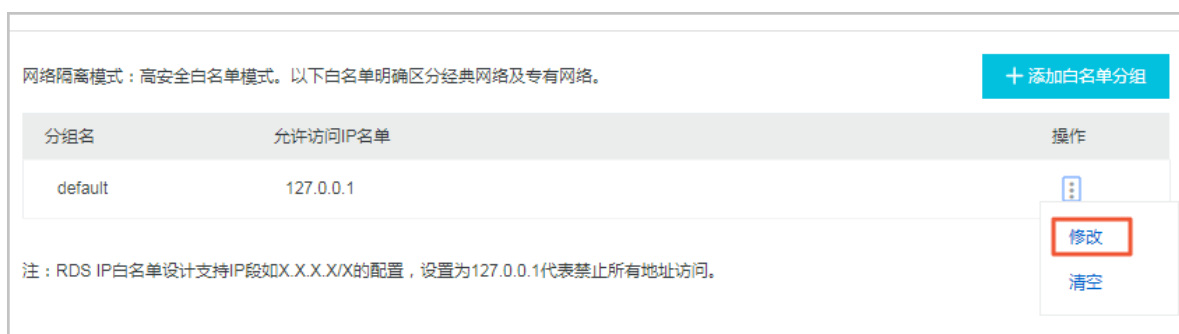 网络隔离模式：高安全白名单模式。以下白名单明确区分经典网络及专有网络。
＋添加白名单分组
分组名 允许访问IP名单 操作
default 127.0.0.1
修改
注：RDS IP白名单设计支持IP段如X.X.X.X/X的配置，设置为127.0.0.1代表禁止所有地址访问。
清空